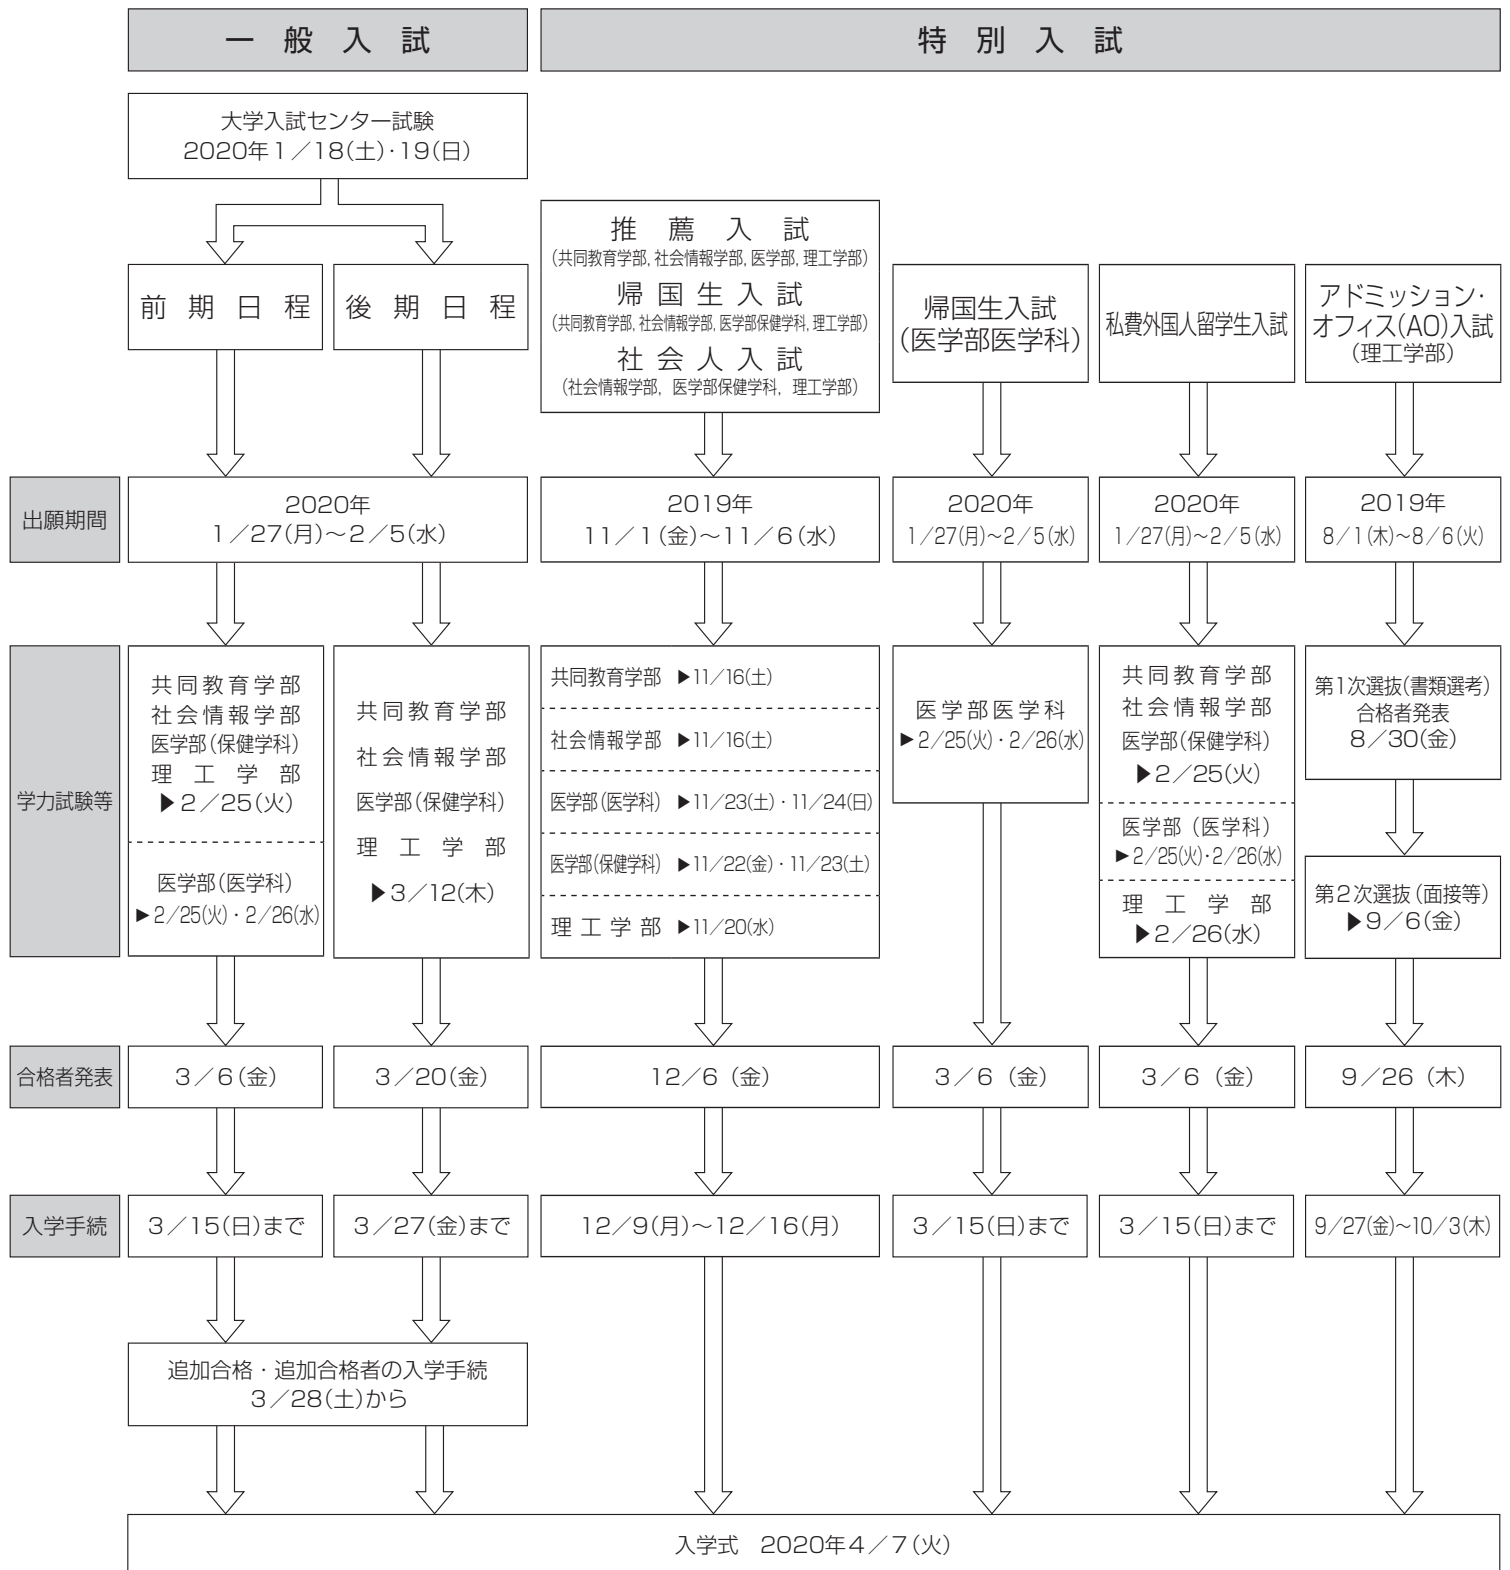 一般入試
特別入試
大学入試センター試験
2020年1／18(土)・19(日)
前期日程
後期日程
推薦入試
(共同教育学部, 社会情報学部, 医学部, 理工学部)
帰国生入試
(共同教育学部, 社会情報学部, 医学部保健学科, 理工学部)
社会人入試
(社会情報学部, 医学部保健学科, 理工学部)
帰国生入試
(医学部医学科)
私費外国人留学生入試
アドミッション・
オフィス(AO)入試
(理工学部)
出願期間
2020年
1／27(月)～2／5(水)
2019年
11／1(金)～11／6(水)
2020年
1／27(月)～2／5(水)
2020年
1／27(月)～2／5(水)
2019年
8／1(木)～8／6(火)
学力試験等
共同教育学部
社会情報学部
医学部(保健学科)
理工学部
▶2／25(火)
医学部(医学科)
▶2／25(火)・2／26(水)
共同教育学部
社会情報学部
医学部(保健学科)
理工学部
▶3／12(木)
共同教育学部 ▶11／16(土)
社会情報学部 ▶11／16(土)
医学部(医学科) ▶11／23(土)・11／24(日)
医学部(保健学科) ▶11／22(金)・11／23(土)
理工学部 ▶11／20(水)
医学部医学科
▶2／25(火)・2／26(水)
共同教育学部
社会情報学部
医学部(保健学科)
▶2／25(火)
医学部(医学科)
▶2／25(火)・2／26(水)
理工学部
▶2／26(水)
第1次選抜(書類選考)
合格者発表
8／30(金)
第2次選抜(面接等)
▶9／6(金)
合格者発表
3／6(金)
3／20(金)
12／6(金)
3／6(金)
3／6(金)
9／26(木)
入学手続
3／15(日)まで
3／27(金)まで
12／9(月)～12／16(月)
3／15(日)まで
3／15(日)まで
9／27(金)～10／3(木)
追加合格・追加合格者の入学手続
3／28(土)から
入学式 2020年4／7(火)